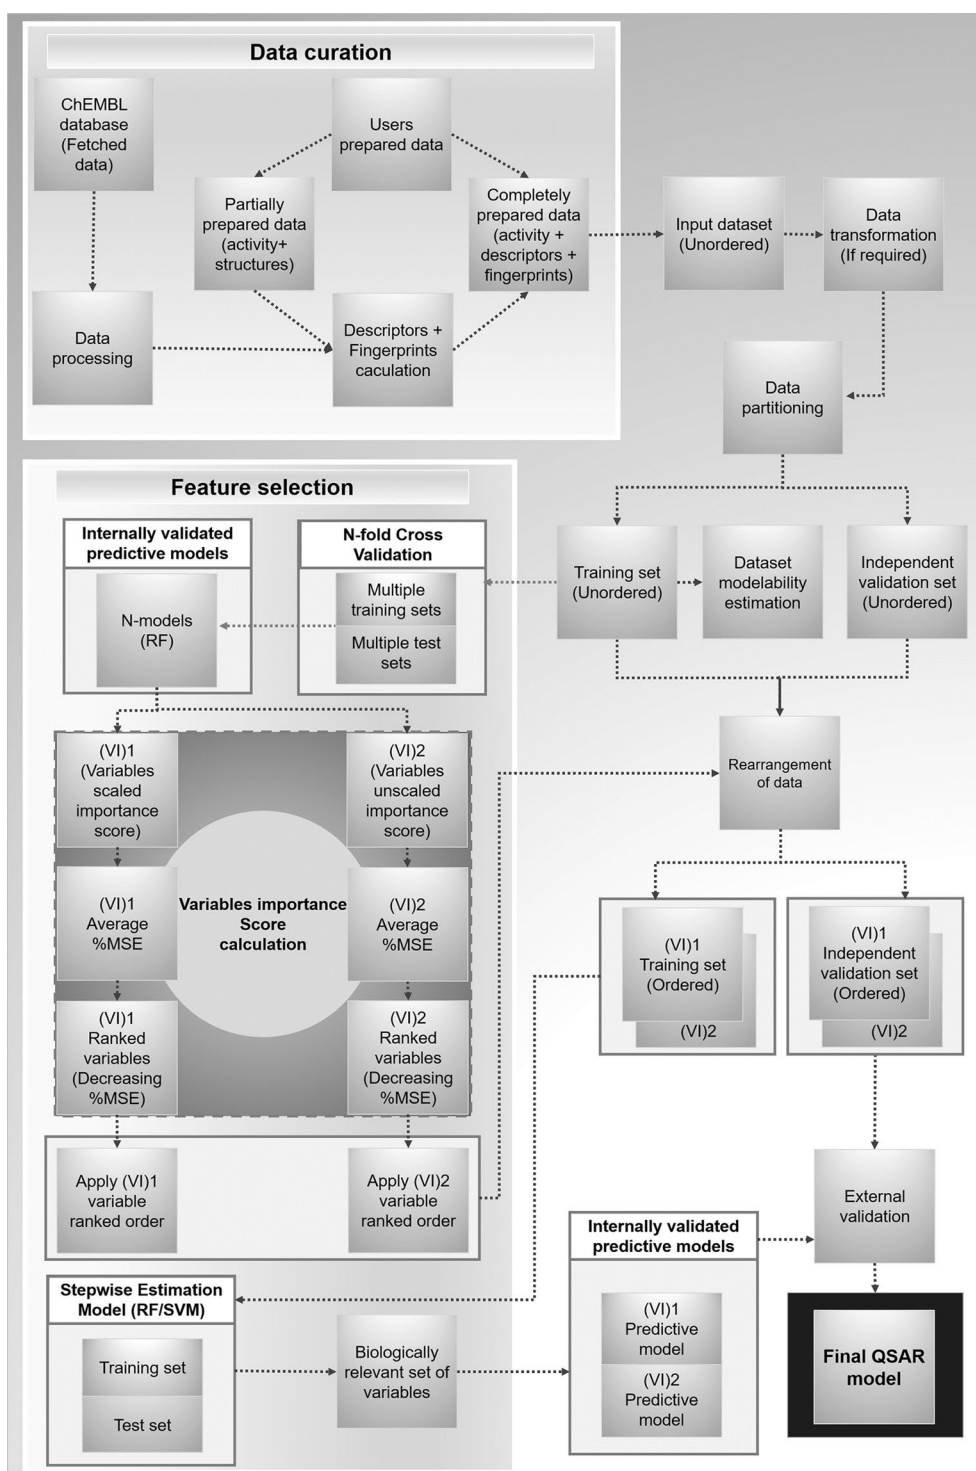 Data curation
ChEMBL
database
(Fetched
data)
Users
prepared data
Partially
prepared data
(activity+
structures)
Completely
prepared data
(activity +
descriptors +
fingerprints)
Input dataset
(Unordered)
Data
transformation
(If required)
Data
processing
Descriptors +
Fingerprints
caculation
Data
partitioning
Feature selection
Internally validated
predictive models
N-models
(RF)
N-fold Cross
Validation
Multiple
training sets
Multiple test
sets
Training set
(Unordered)
Dataset
modelability
estimation
Independent
validation set
(Unordered)
(VI)1
(Variables
scaled
importance
score)
(VI)2
(Variables
unscaled
importance
score)
Rearrangement
of data
(VI)1
Average
%MSE
Variables importance
Score
calculation
(VI)2
Average
%MSE
(VI)1
Training set
(Ordered)
(VI)2
(VI)1
Independent
validation set
(Ordered)
(VI)2
(VI)1
Ranked
variables
(Decreasing
%MSE)
(VI)2
Ranked
variables
(Decreasing
%MSE)
Apply (VI)1
variable
ranked order
Apply (VI)2
variable
ranked order
External
validation
Stepwise Estimation
Model (RF/SVM)
Training set
Test set
Biologically
relevant set of
variables
Internally validated
predictive models
(VI)1
Predictive
model
(VI)2
Predictive
model
Final QSAR
model